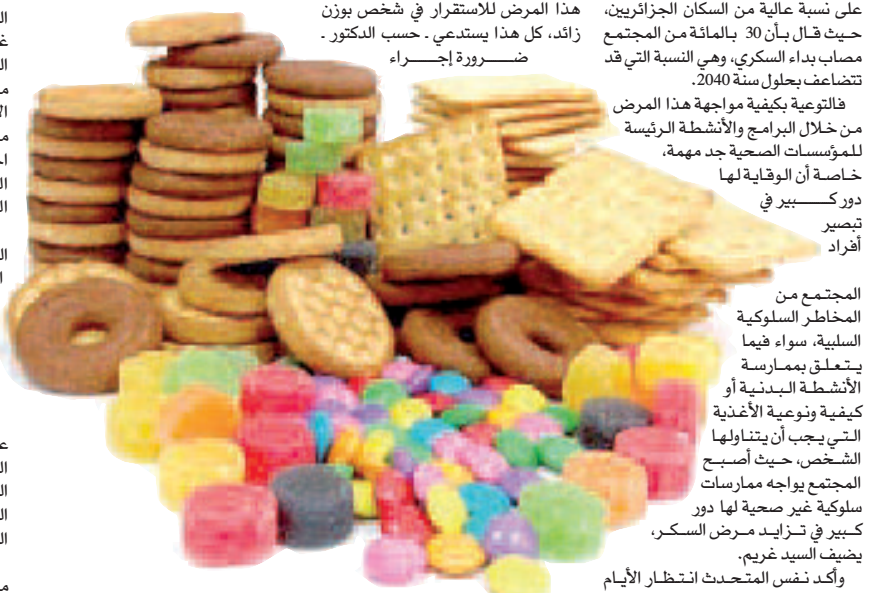 على نسبة عالية من السكان الجزائريين،
حيث قال بأن 30 بالمائة من المجتمع
مصاب بداء السكري، وهي النسبة التي قد
تتضاعف بحلول سنة 2040.
فالتوعية بكيفية مواجهة هذا المرض
من خلال البرامج والأنشطة الرئيسة
للمؤسسات الصحية جد مهمة،
خاصة أن الوقاية لها
دور كبير في
تبصير
أفراد
المجتمع من
المخاطر السلوكية
السلبية، سواء فيما
يتعلق بممارسة
الأنشطة البدنية أو
كيفية ونوعية الأغذية
التي يجب أن يتناولها
الشخص، حيث أصبح
المجتمع يواجه ممارسات
سلوكية غير صحية لها دور
كبير في تزايد مرض السكر،
يضيف السيد غريم.
وأكد نفس المتحدث انتظار الأيام
هذا المرض للاستقرار في شخص بوزن
زائد، كل هذا يستدعي ـ حسب الدكتور ـ
ضرورة إجراء